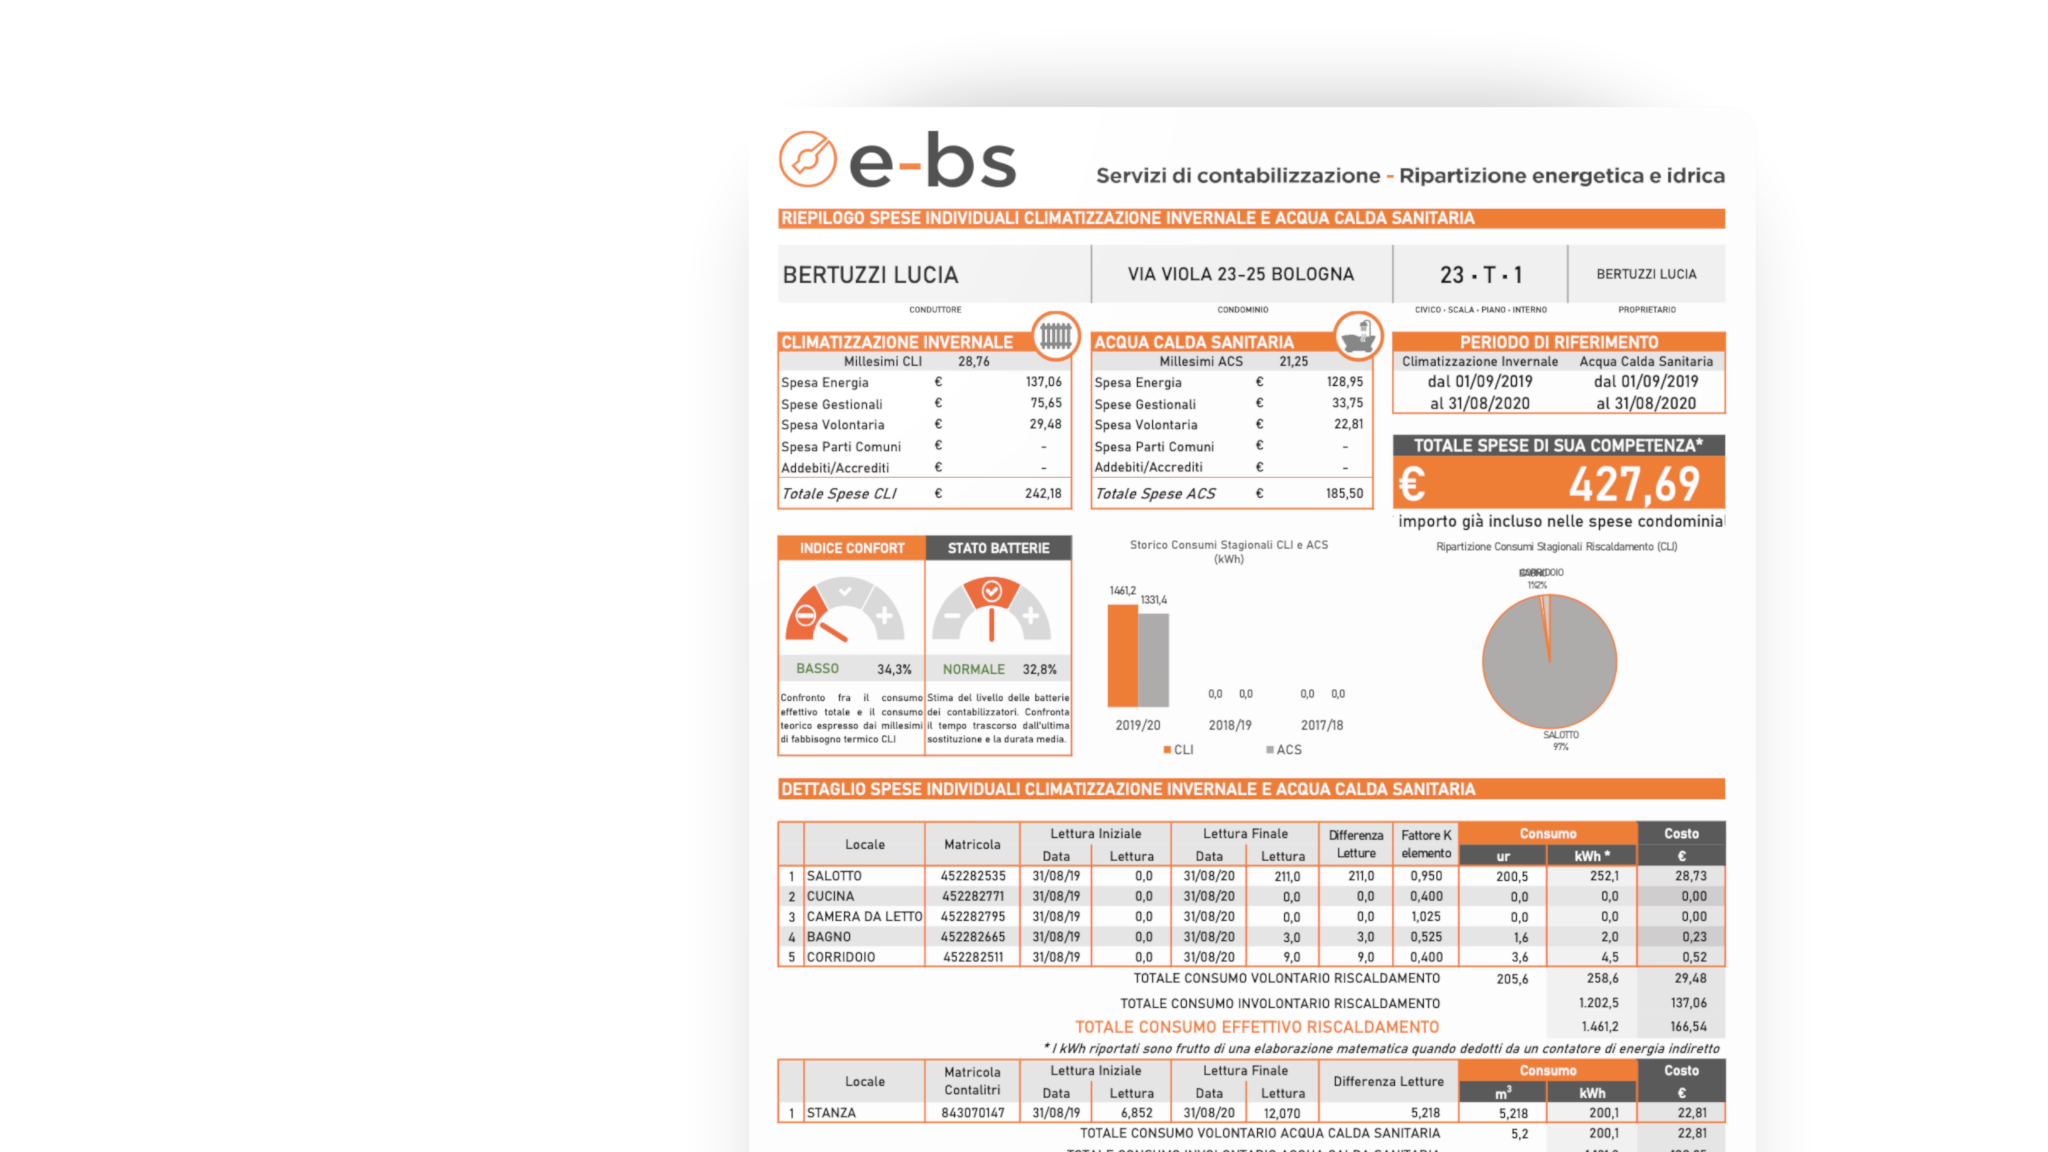 e-bs
Servizi di contabilizzazione - Ripartizione energetica e idrica
RIEPILOGO SPESE INDIVIDUALI CLIMATIZZAZIONE INVERNALE E ACQUA CALDA SANITARIA
BERTUZZI LUCIA VIA VIOLA 23-25 BOLOGNA 23 • T • 1 BERTUZZI LUCIA
CONDUTTORE CONDOMINIO CIVICO - SCALA - PIANO - INTERNO PROPRIETARIO
CLIMATIZZAZIONE INVERNALE
Millesimi CLI 28,76
Spesa Energia € 137,06
Spese Gestionali € 75,65
Spesa Volontaria € 29,48
Spesa Parti Comuni € -
Addebiti/Accrediti € -
Totale Spese CLI € 242,18
ACQUA CALDA SANITARIA
Millesimi ACS 21,25
Spesa Energia € 128,95
Spese Gestionali € 33,75
Spesa Volontaria € 22,81
Spesa Parti Comuni € -
Addebiti/Accrediti € -
Totale Spese ACS € 185,50
PERIODO DI RIFERIMENTO
Climatizzazione Invernale Acqua Calda Sanitaria
dal 01/09/2019 dal 01/09/2019
al 31/08/2020 al 31/08/2020
TOTALE SPESE DI SUA COMPETENZA*
€ 427,69
importo già incluso nelle spese condominial
INDICE CONFORT
BASSO 34,3%
Confronto fra il consumo
effettivo totale e il consumo
teorico espresso dai millesimi
di fabbisogno termico CLI
STATO BATTERIE
NORMALE 32,8%
Stima del livello delle batterie
dei contabilizzatori. Confronta
il tempo trascorso dall'ultima
sostituzione e la durata media.
Storico Consumi Stagionali CLI e ACS
(kWh)
1461,2 1331,4
0,0 0,0 0,0 0,0
2019/20 2018/19 2017/18
CLI ACS
Ripartizione Consumi Stagionali Riscaldamento (CLI)
CORRIDOIO
SALOTTO
97%
DETTAGLIO SPESE INDIVIDUALI CLIMATIZZAZIONE INVERNALE E ACQUA CALDA SANITARIA
Locale Matricola Lettura Iniziale Lettura Finale Differenza Letture Fattore K elemento Consumo Costo
Data Lettura Data Lettura ur kWh * €
1 SALOTTO 452282535 31/08/19 0,0 31/08/20 211,0 211,0 0,950 200,5 252,1 28,73
2 CUCINA 452282771 31/08/19 0,0 31/08/20 0,0 0,0 0,400 0,0 0,0 0,00
3 CAMERA DA LETTO 452282795 31/08/19 0,0 31/08/20 0,0 0,0 1,025 0,0 0,0 0,00
4 BAGNO 452282665 31/08/19 0,0 31/08/20 3,0 3,0 0,525 1,6 2,0 0,23
5 CORRIDOIO 452282511 31/08/19 0,0 31/08/20 9,0 9,0 0,400 3,6 4,5 0,52
TOTALE CONSUMO VOLONTARIO RISCALDAMENTO 205,6 258,6 29,48
TOTALE CONSUMO INVOLONTARIO RISCALDAMENTO 1.202,5 137,06
TOTALE CONSUMO EFFETTIVO RISCALDAMENTO 1.461,2 166,54
* I kWh riportati sono frutto di una elaborazione matematica quando dedotti da un contatore di energia indiretto
Locale Matricola Contalitri Lettura Iniziale Lettura Finale Differenza Letture Consumo Costo
Data Lettura Data Lettura m³ kWh €
1 STANZA 843070147 31/08/19 6,852 31/08/20 12,070 5,218 5,218 200,1 22,81
TOTALE CONSUMO VOLONTARIO ACQUA CALDA SANITARIA 5,2 200,1 22,81